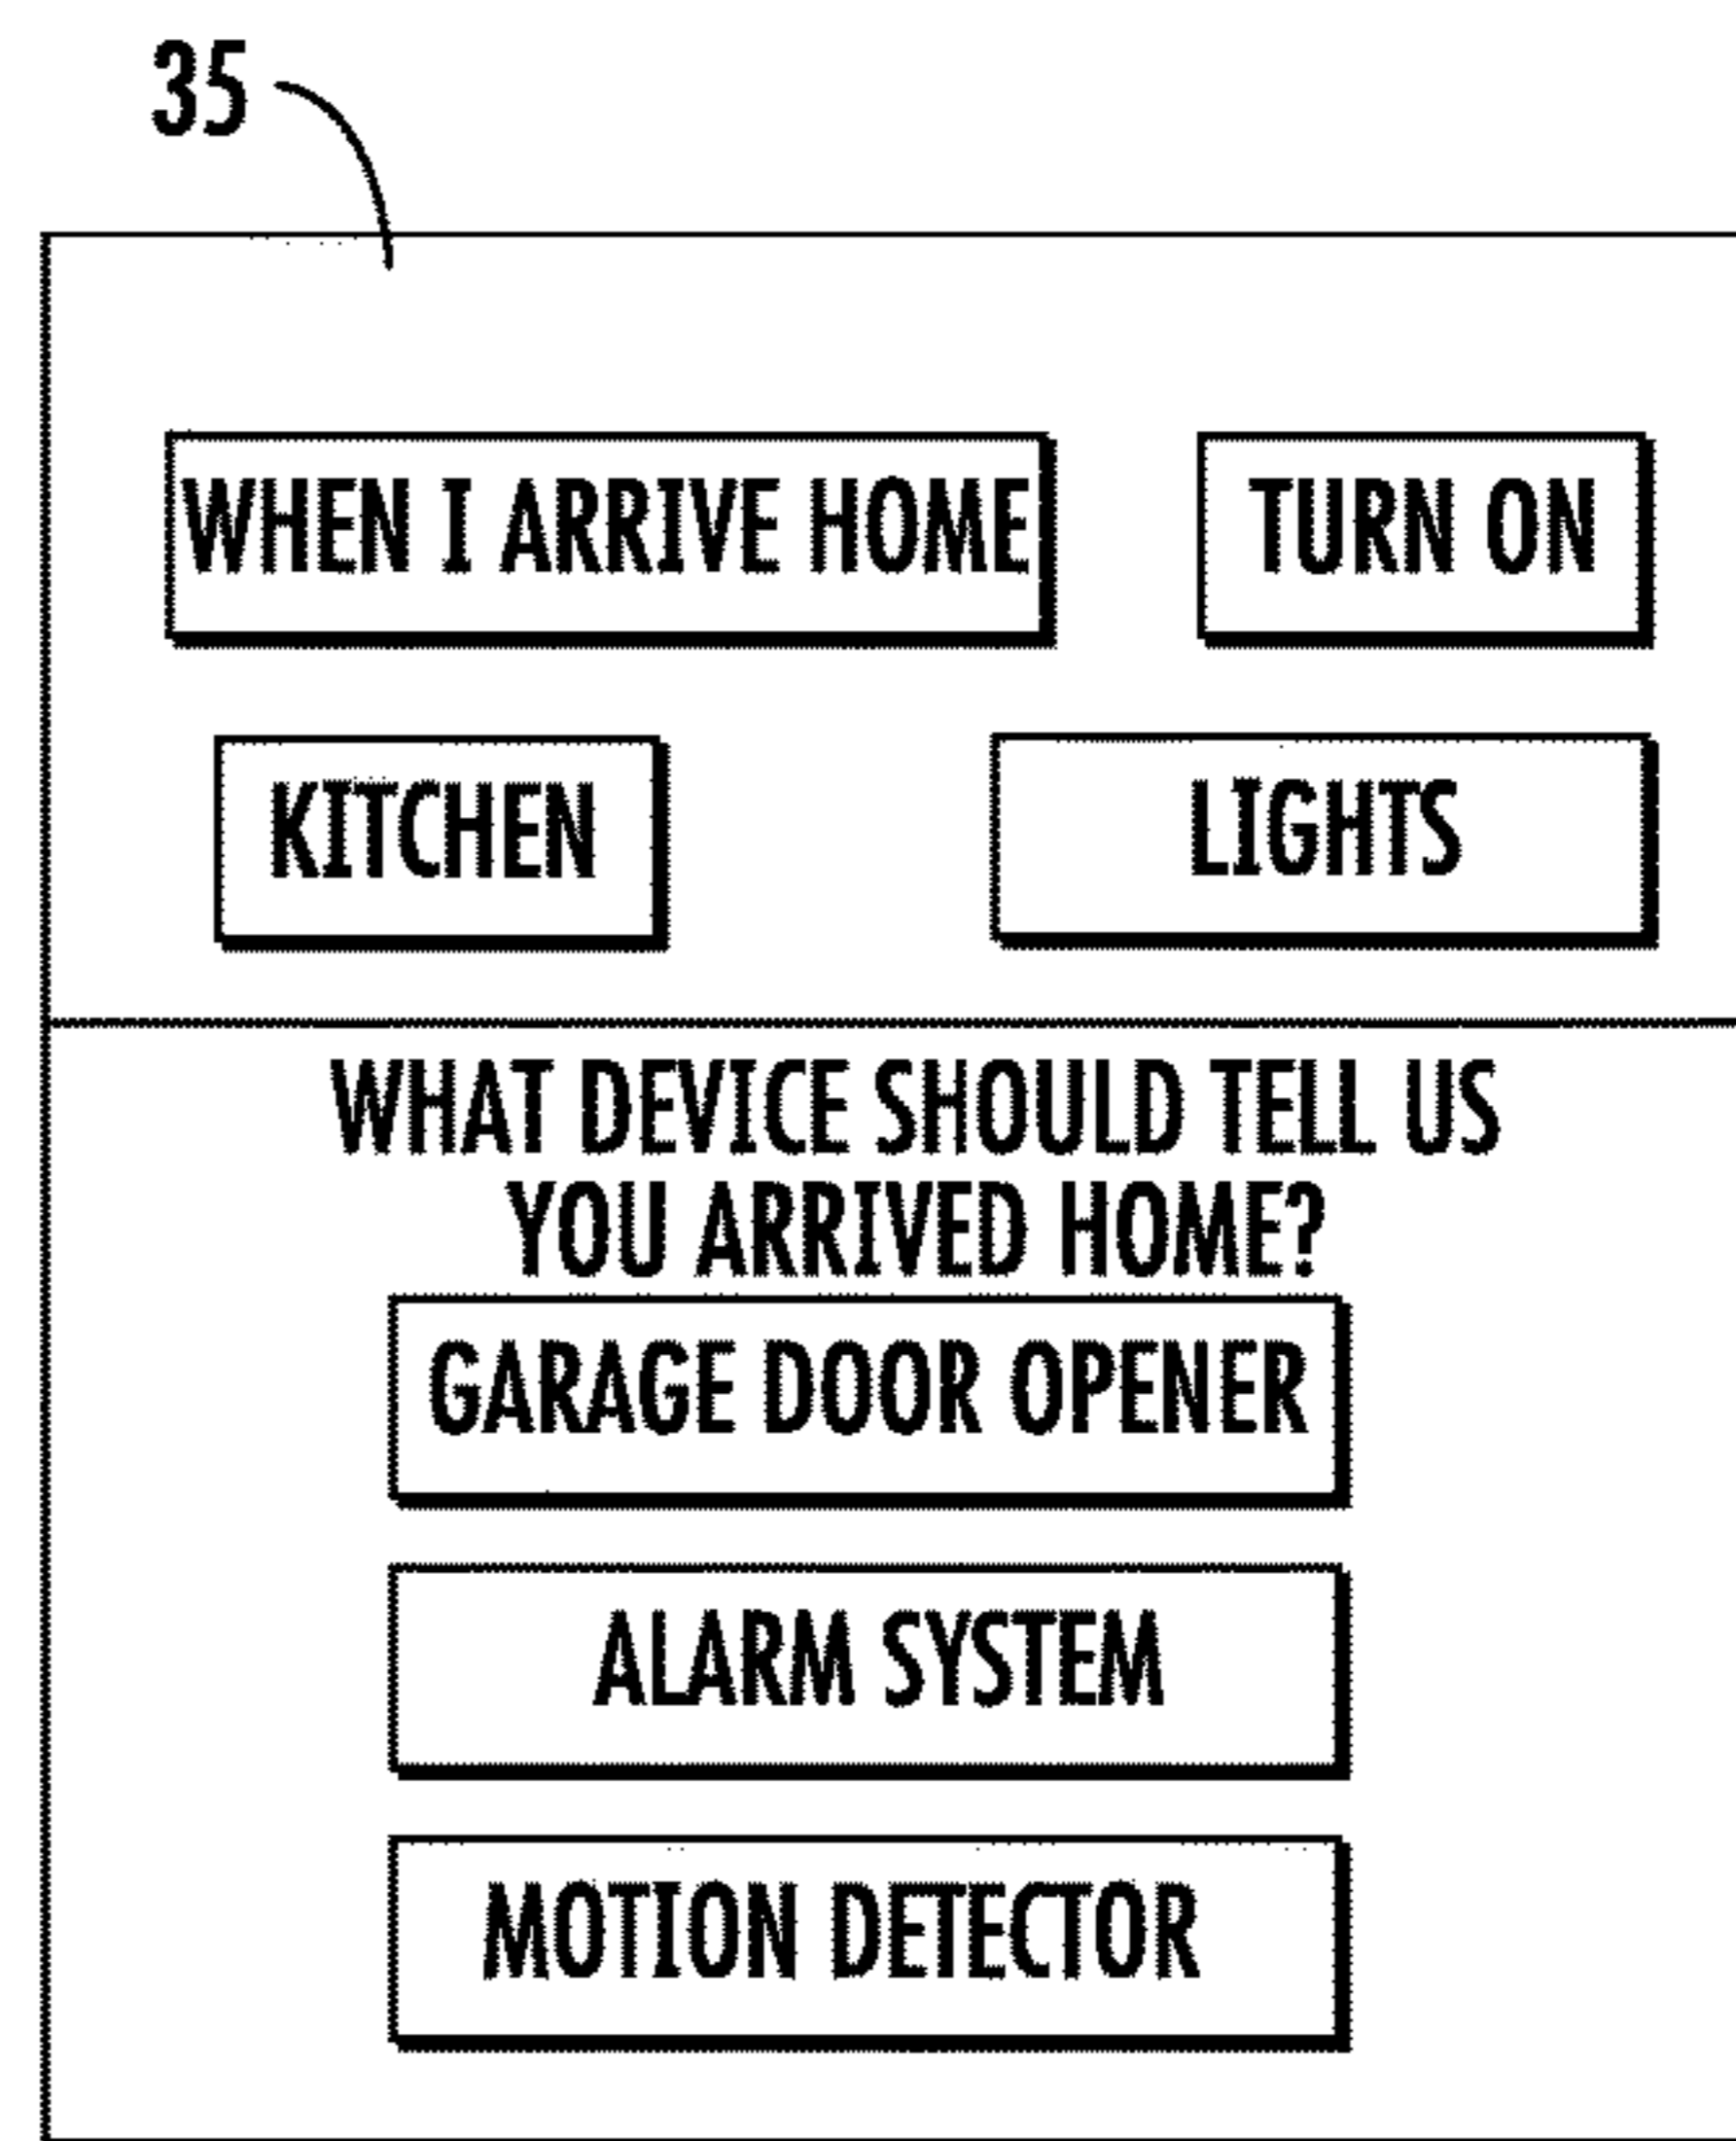 35
WHEN I ARRIVE HOME
TURN ON
KITCHEN
LIGHTS
WHAT DEVICE SHOULD TELL US
YOU ARRIVED HOME?
GARAGE DOOR OPENER
ALARM SYSTEM
MOTION DETECTOR